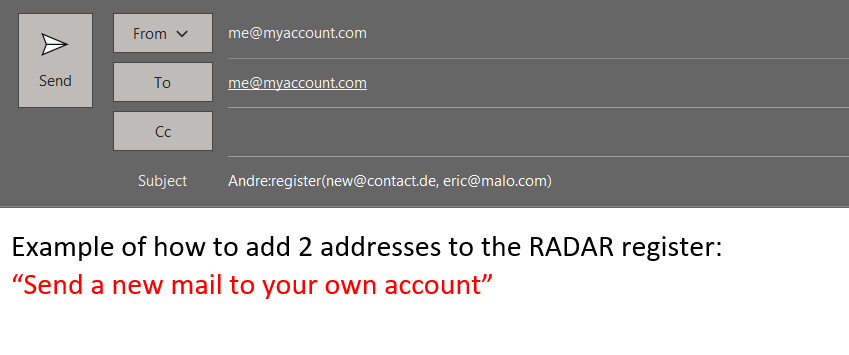 From me@myaccount.com
Send
To me@myaccount.com
Cc
Subject Andre:register(new@contact.de, eric@malo.com)
Example of how to add 2 addresses to the RADAR register:
“Send a new mail to your own account”